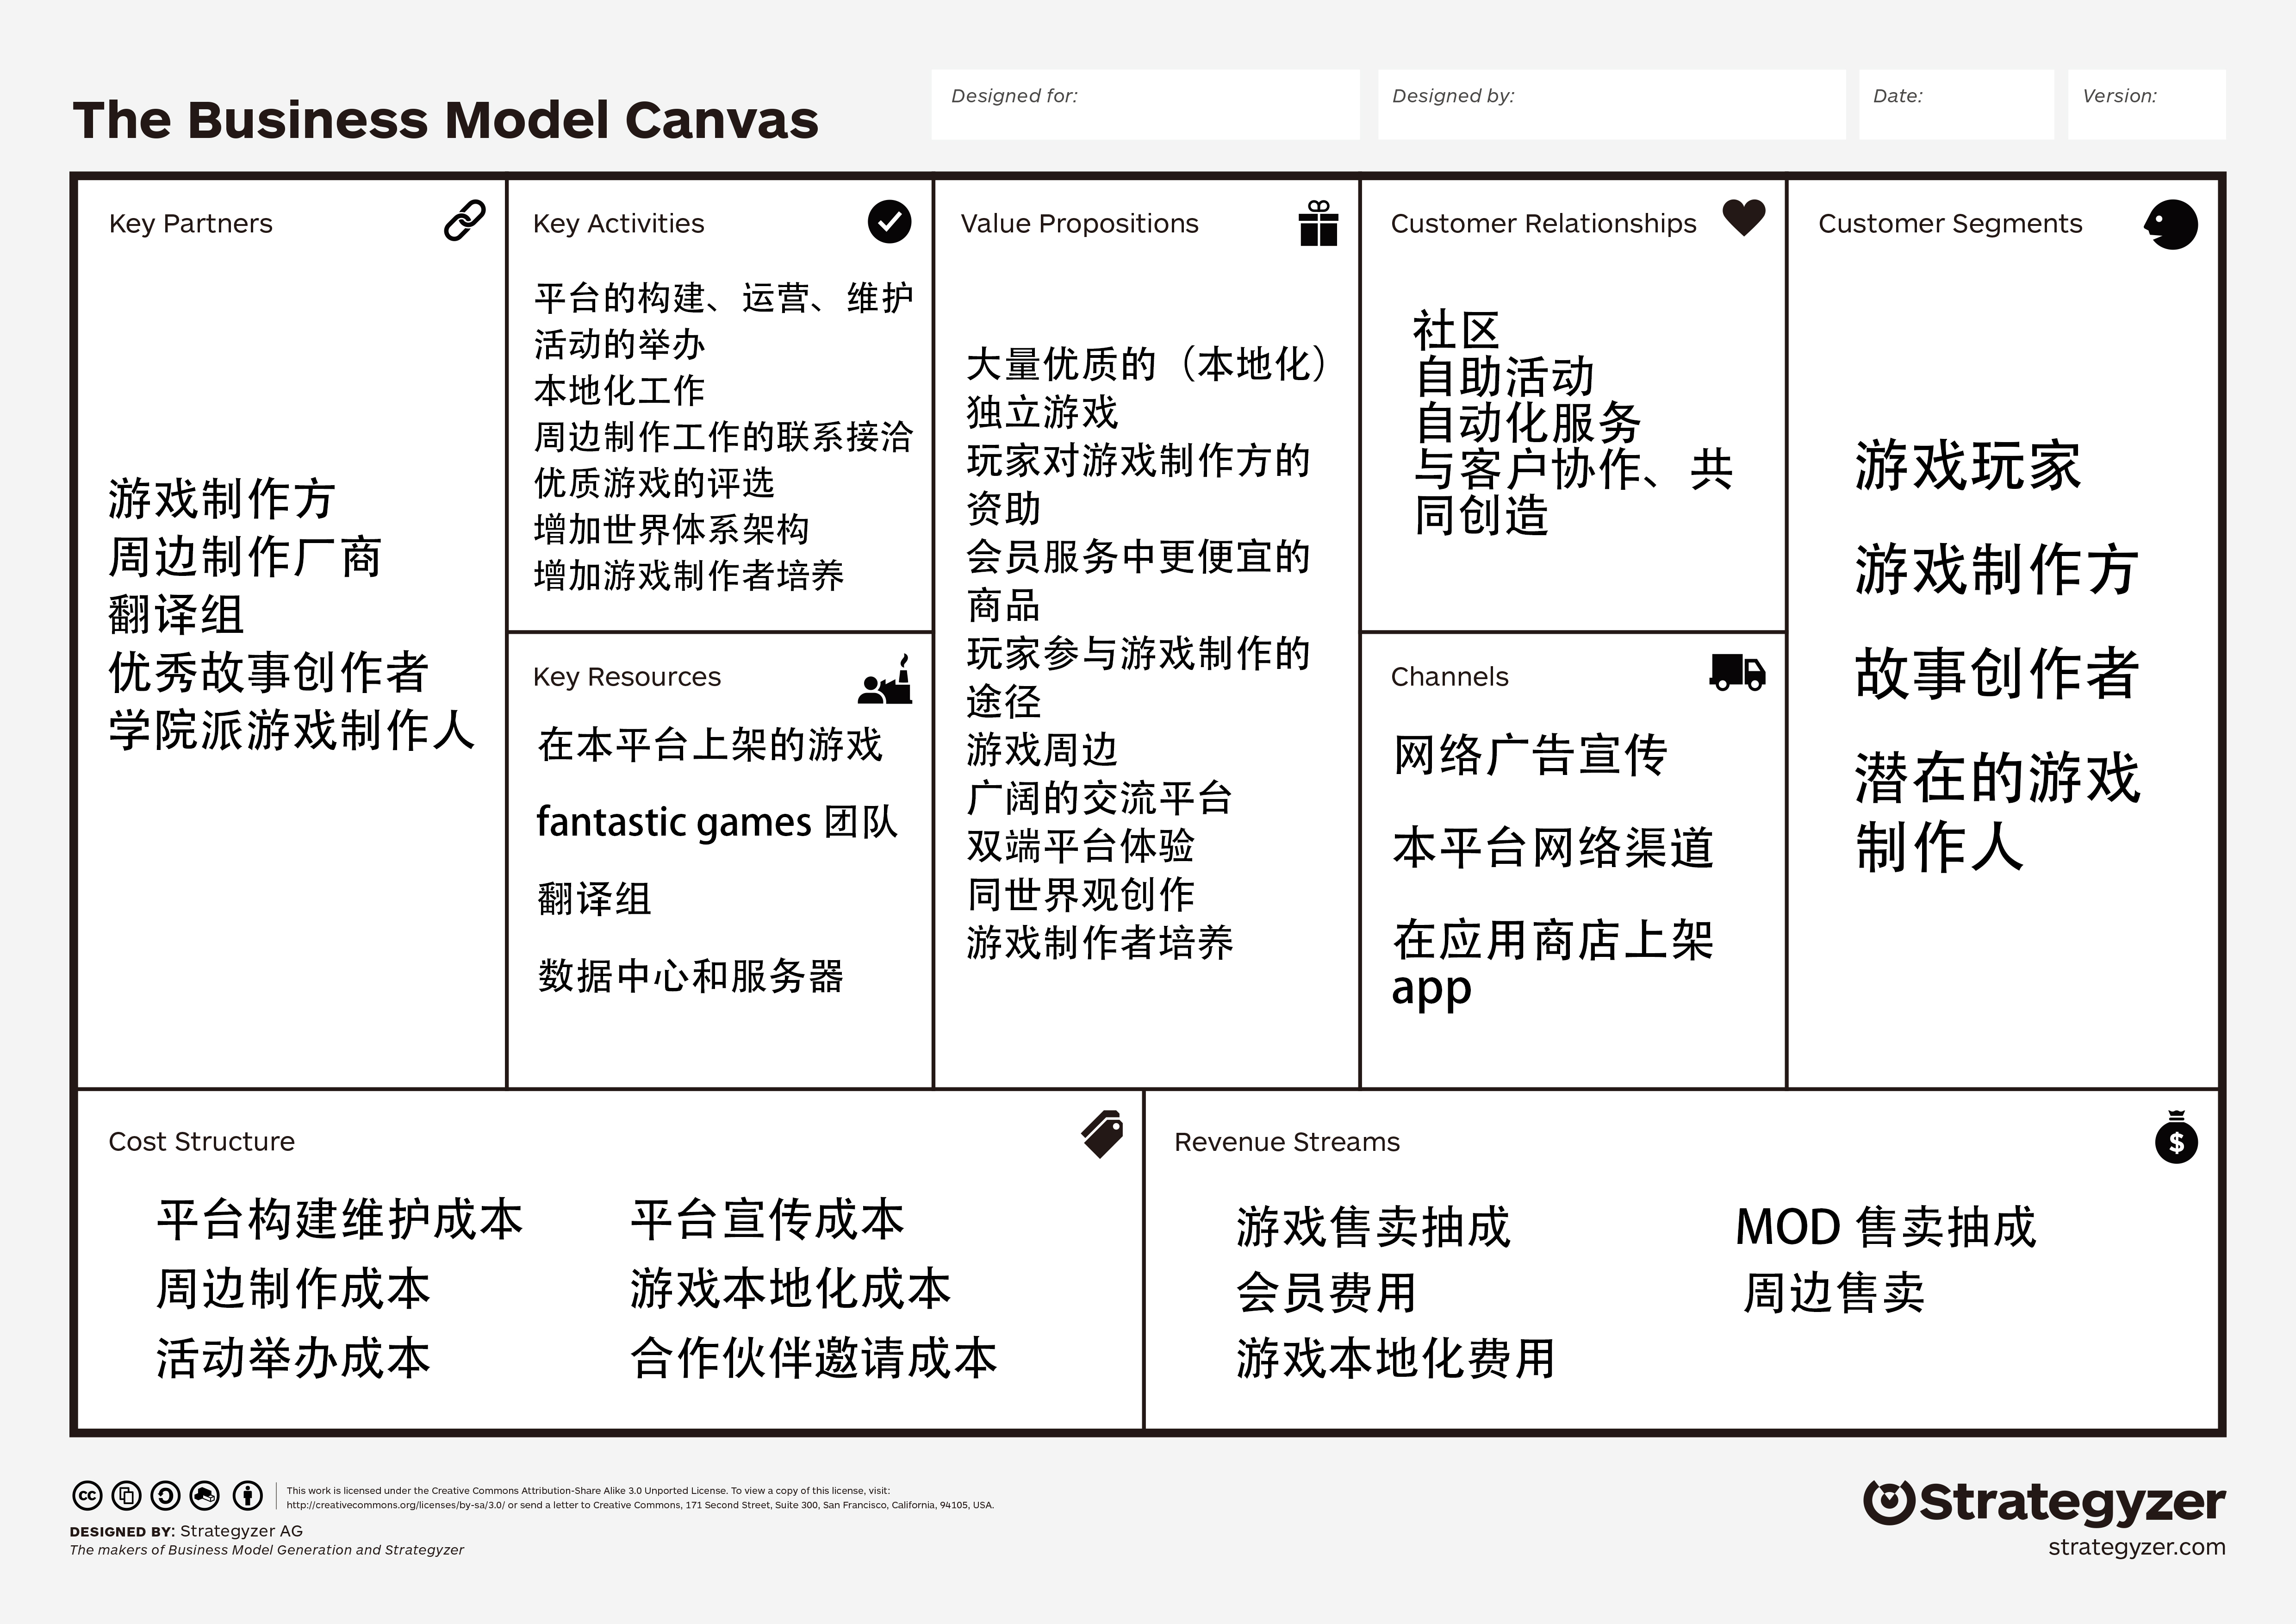 The Business Model Canvas
Designed for:
Designed by:
Date:
Version:
Key Partners
游戏制作方
周边制作厂商
翻译组
优秀故事创作者
学院派游戏制作人
Key Activities
平台的构建、运营、维护
活动的举办
本地化工作
周边制作工作的联系接洽
优质游戏的评选
增加世界体系架构
增加游戏制作者培养
Key Resources
在本平台上架的游戏
fantastic games 团队
翻译组
数据中心和服务器
Value Propositions
大量优质的（本地化）
独立游戏
玩家对游戏制作方的
资助
会员服务中更便宜的
商品
玩家参与游戏制作的
途径
游戏周边
广阔的交流平台
双端平台体验
同世界观创作
游戏制作者培养
Customer Relationships
社区
自助活动
自动化服务
与客户协作、共
同创造
Channels
网络广告宣传
本平台网络渠道
在应用商店上架
app
Customer Segments
游戏玩家
游戏制作方
故事创作者
潜在的游戏
制作人
Cost Structure
平台构建维护成本
周边制作成本
活动举办成本
平台宣传成本
游戏本地化成本
合作伙伴邀请成本
Revenue Streams
$
游戏售卖抽成
会员费用
游戏本地化费用
MOD 售卖抽成
周边售卖
cc
This work is licensed under the Creative Commons Attribution-Share Alike 3.0 Unported License. To view a copy of this license, visit:
http://creativecommons.org/licenses/by-sa/3.0/ or send a letter to Creative Commons, 171 Second Street, Suite 300, San Francisco, California, 94105, USA.
DESIGNED BY: Strategyzer AG
The makers of Business Model Generation and Strategyzer
Strategyzer
strategyzer.com